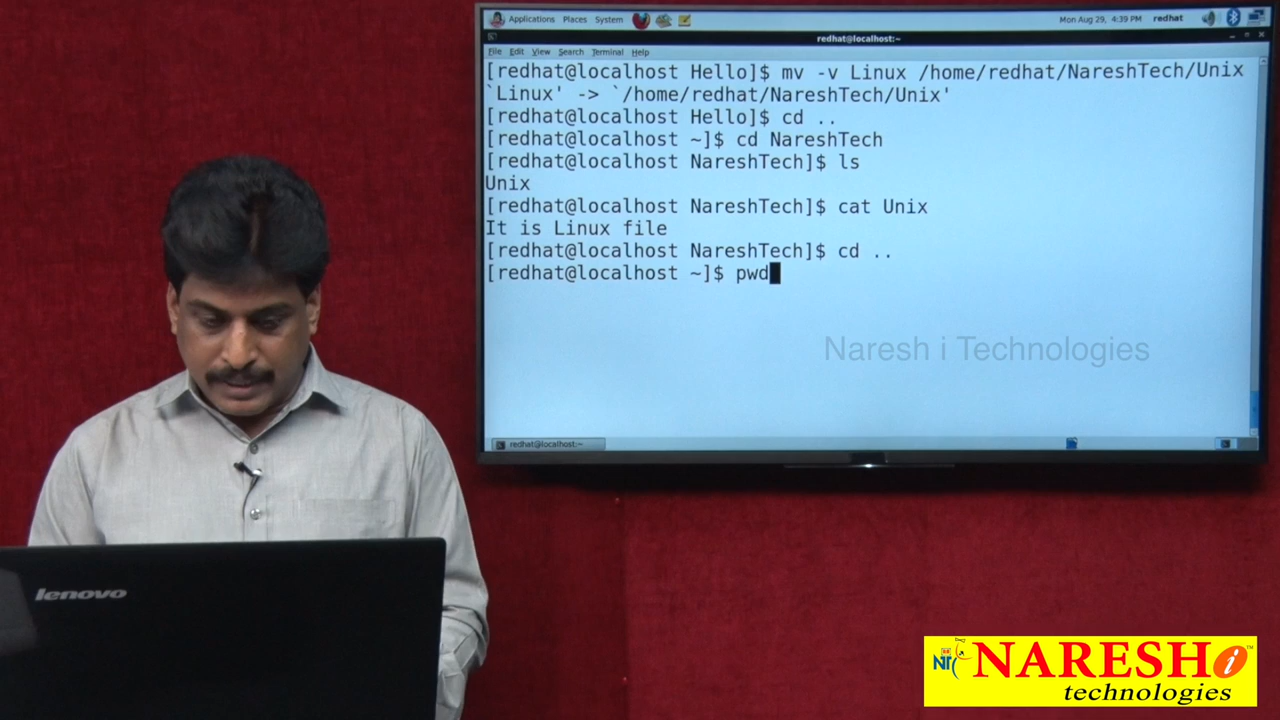 Applications Places System Mon Aug 29, 4:39 PM redhat
redhat@localhost:~
File Edit View Search Terminal Help
[redhat@localhost Hello]$ mv -v Linux /home/redhat/NareshTech/Unix
`Linux' -> `/home/redhat/NareshTech/Unix'
[redhat@localhost Hello]$ cd ..
[redhat@localhost ~]$ cd NareshTech
[redhat@localhost NareshTech]$ ls
Unix
[redhat@localhost NareshTech]$ cat Unix
It is Linux file
[redhat@localhost NareshTech]$ cd ..
[redhat@localhost ~]$ pwd
Naresh i Technologies
redhat@localhost:~
lenovo
NARESH i
technologies